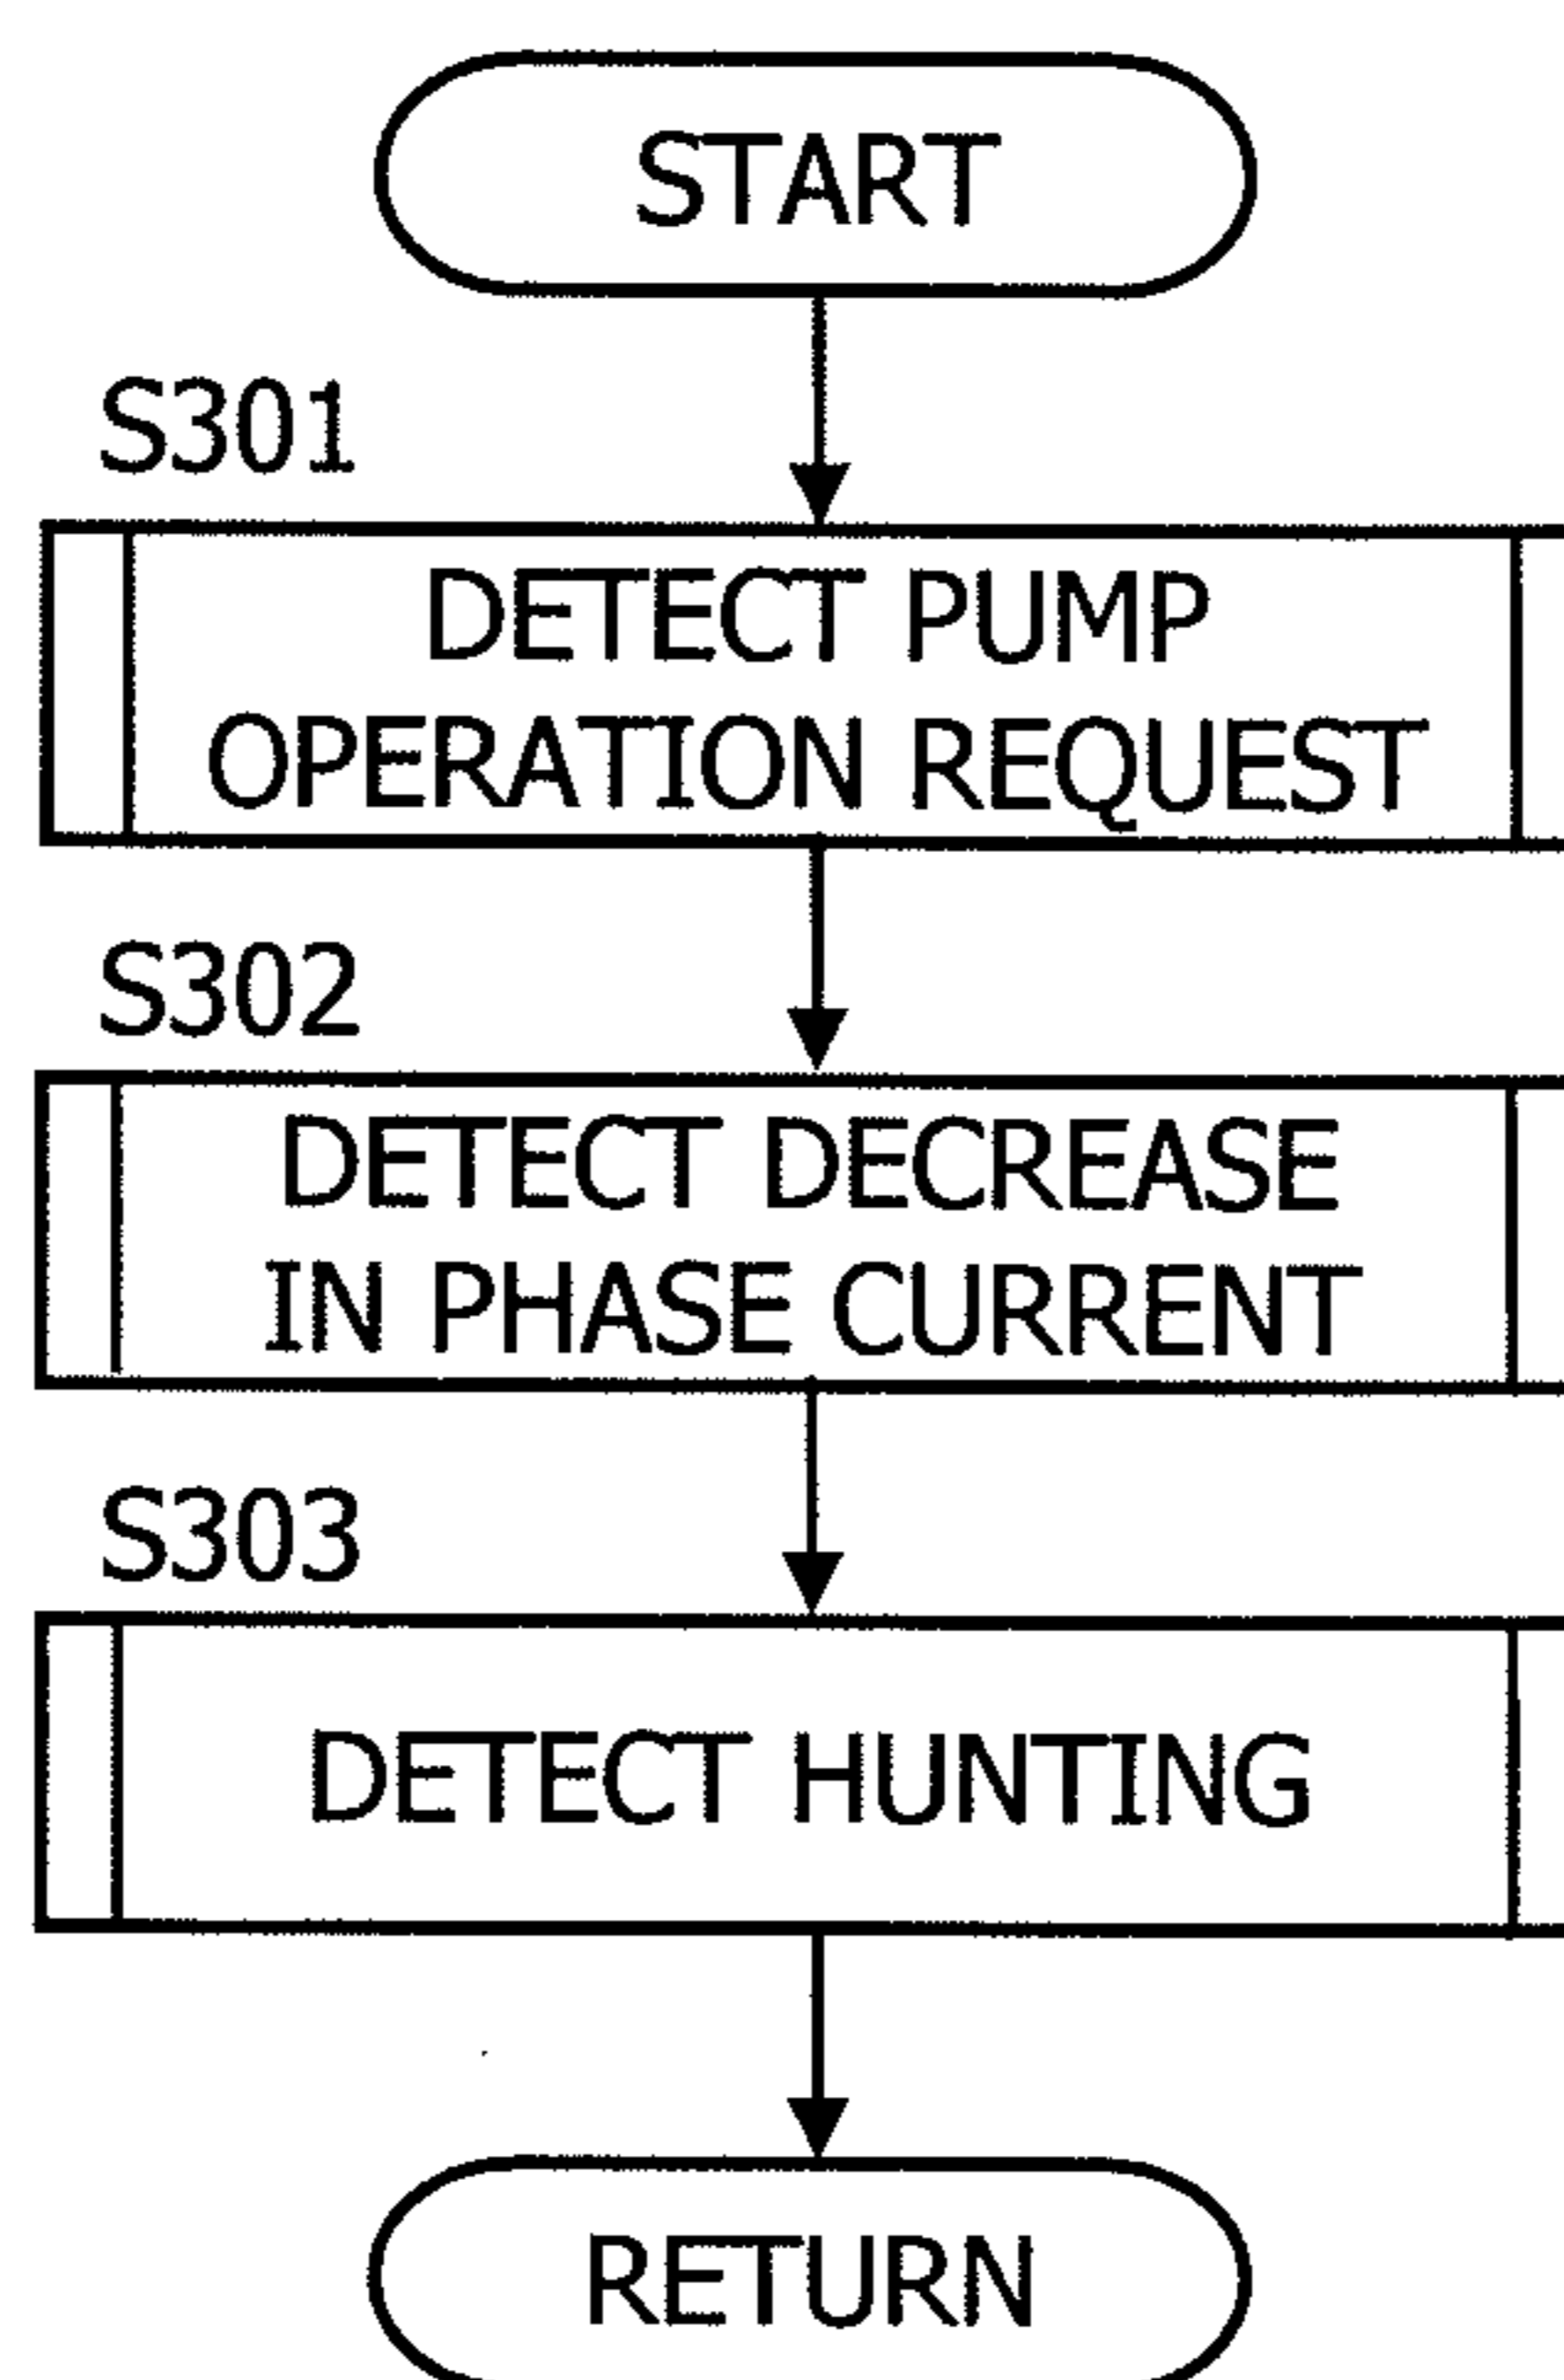 START
S301
DETECT PUMP
OPERATION REQUEST
S302
DETECT DECREASE
IN PHASE CURRENT
S303
DETECT HUNTING
RETURN